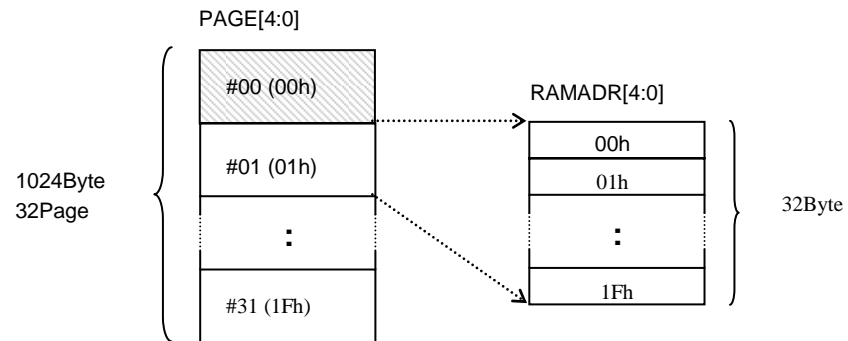 PAGE[4:0]
#00 (00h)
#01 (01h)
:
#31 (1Fh)
1024Byte
32Page
RAMADR[4:0]
00h
01h
:
1Fh
32Byte